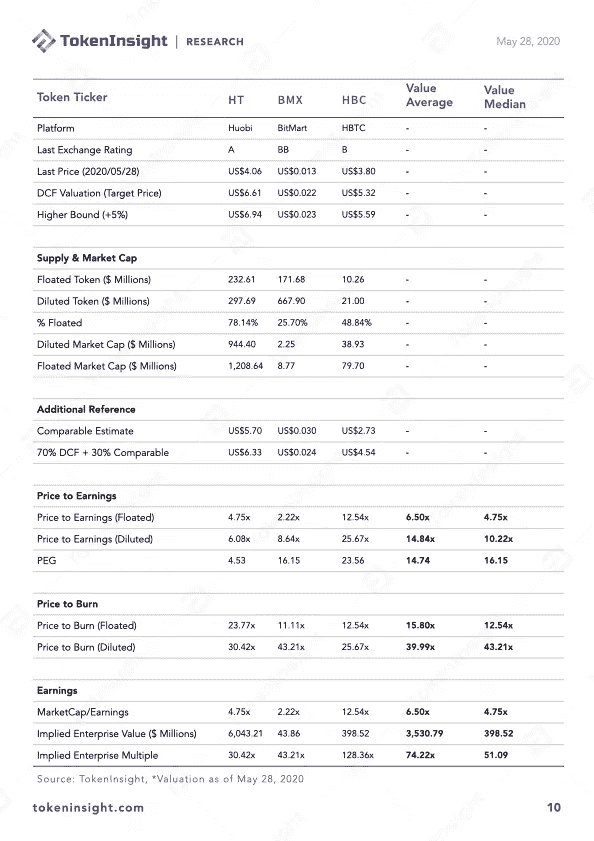 TokenInsight | RESEARCH May 28, 2020
Token Ticker HT BMX HBC Value Average Value Median
Platform Huobi BitMart HBTC - -
Last Exchange Rating A BB B - -
Last Price (2020/05/28) US$4.06 US$0.013 US$3.80 - -
DCF Valuation (Target Price) US$6.61 US$0.022 US$5.32 - -
Higher Bound (+5%) US$6.94 US$0.023 US$5.59 - -
Supply & Market Cap
Floated Token ($ Millions) 232.61 171.68 10.26 - -
Diluted Token ($ Millions) 297.69 667.90 21.00 - -
% Floated 78.14% 25.70% 48.84% - -
Diluted Market Cap ($ Millions) 944.40 2.25 38.93 - -
Floated Market Cap ($ Millions) 1,208.64 8.77 79.70 - -
Additional Reference
Comparable Estimate US$5.70 US$0.030 US$2.73 - -
70% DCF + 30% Comparable US$6.33 US$0.024 US$4.54 - -
Price to Earnings
Price to Earnings (Floated) 4.75x 2.22x 12.54x 6.50x 4.75x
Price to Earnings (Diluted) 6.08x 8.64x 25.67x 14.84x 10.22x
PEG 4.53 16.15 23.56 14.74 16.15
Price to Burn
Price to Burn (Floated) 23.77x 11.11x 12.54x 15.80x 12.54x
Price to Burn (Diluted) 30.42x 43.21x 25.67x 39.99x 43.21x
Earnings
MarketCap/Earnings 4.75x 2.22x 12.54x 6.50x 4.75x
Implied Enterprise Value ($ Millions) 6,043.21 43.86 398.52 3,530.79 398.52
Implied Enterprise Multiple 30.42x 43.21x 128.36x 74.22x 51.09
Source: TokenInsight, *Valuation as of May 28, 2020
tokeninsight.com 10